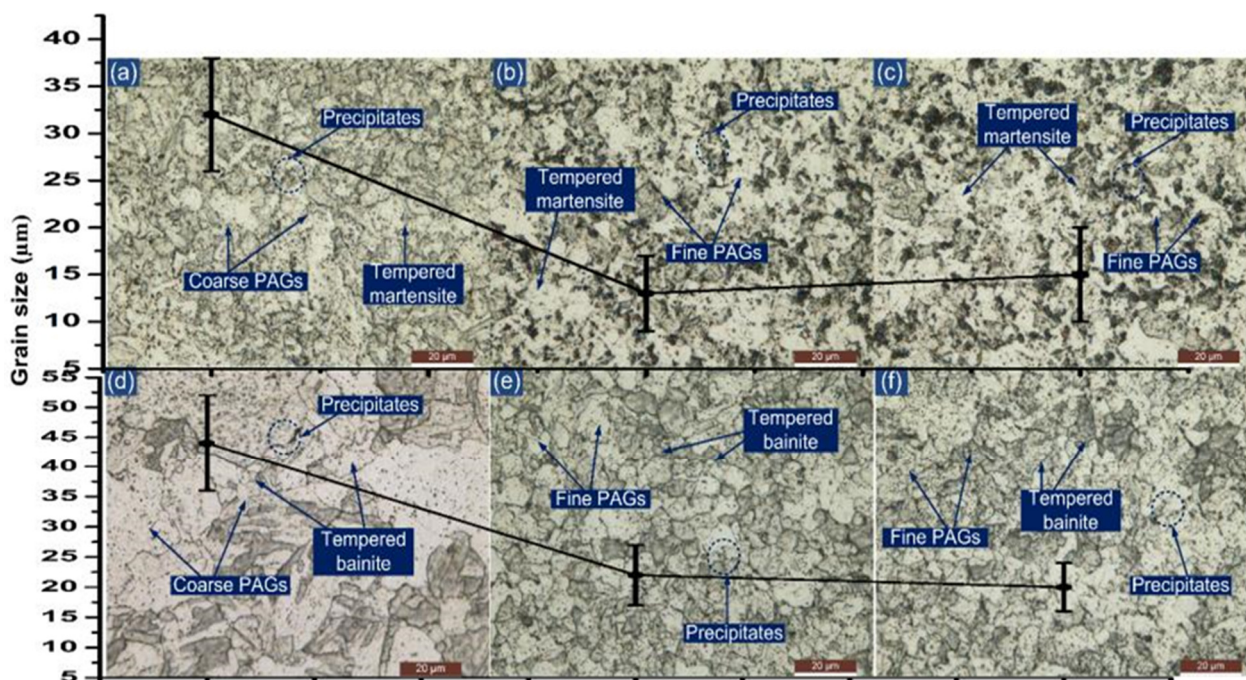 Grain size (µm)
40
35
30
25
20
15
10
5
(a)
Precipitates
Coarse PAGs
Tempered
martensite
20 µm
(b)
Precipitates
Tempered
martensite
Fine PAGs
20 µm
(c)
Tempered
martensite
Precipitates
Fine PAGs
20 µm
55
50
45
40
35
30
25
20
15
10
5
(d)
Precipitates
Coarse PAGs
Tempered
bainite
20 µm
(e)
Tempered
bainite
Fine PAGs
Precipitates
20 µm
(f)
Fine PAGs
Tempered
bainite
Precipitates
20 µm